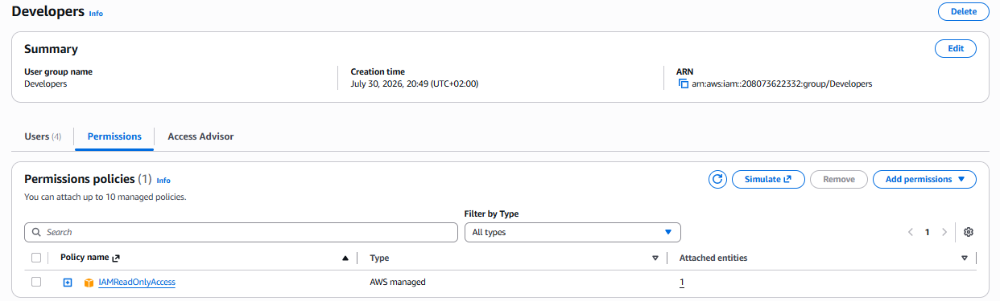 Developers Info
Delete
Summary
Edit
User group name
Developers
Creation time
July 30, 2026, 20:49 (UTC+02:00)
ARN
arn:aws:iam::208073622332:group/Developers
Users (4)
Permissions
Access Advisor
Permissions policies (1) Info
Simulate
Remove
Add permissions
You can attach up to 10 managed policies.
Filter by Type
Search
All types
1
Policy name
Type
Attached entities
IAMReadOnlyAccess
AWS managed
1